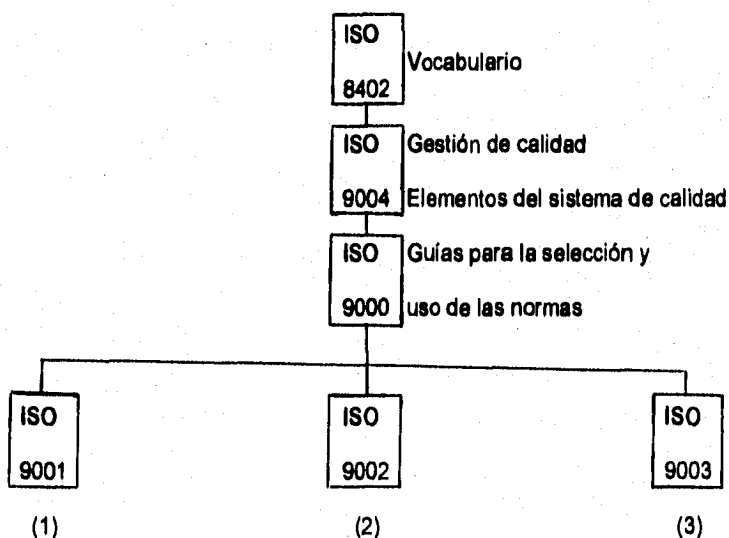 ISO
Vocabulario
8402
ISO Gestión de calidad
9004 Elementos del sistema de calidad
ISO Guías para la selección y
9000 uso de las normas
ISO ISO ISO
9001 9002 9003
(1) (2) (3)